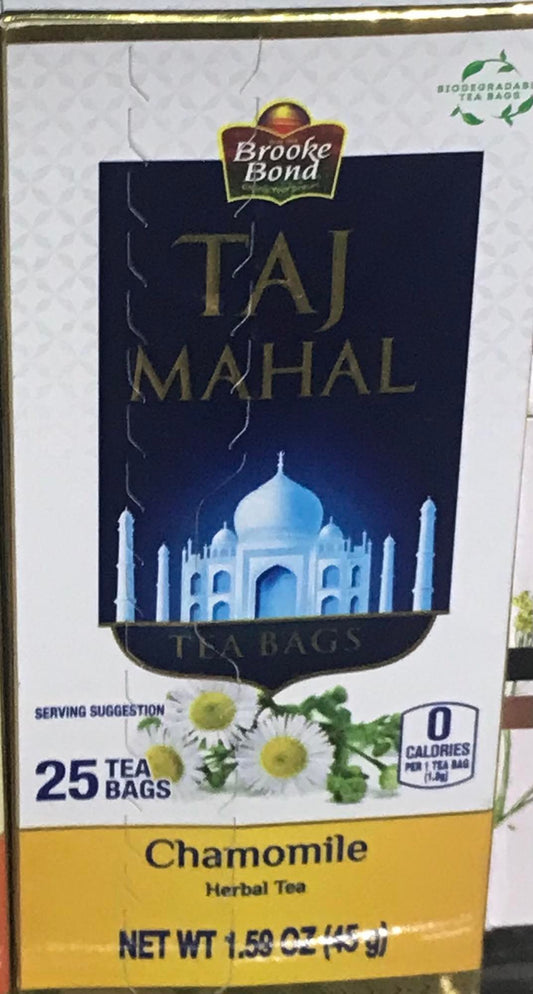 BIODEGRADABLE
TEA BAGS
Brooke
Bond
TAJ
MAHAL
TEA BAGS
SERVING SUGGESTION
25 TEA
BAGS
0
CALORIES
PER 1 TEA BAG
(1.8g)
Chamomile
Herbal Tea
NET WT 1.59 OZ (45 g)